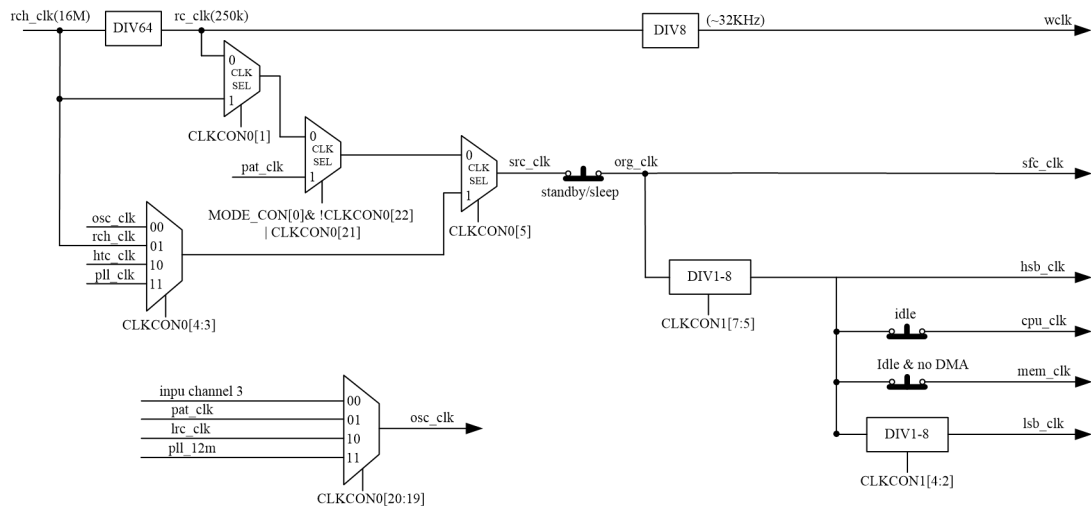 rch_clk(16M)
DIV64
rc_clk(250k)
DIV8
(~32KHz)
wclk
0
CLK
SEL
1
CLKCON0[1]
0
CLK
SEL
1
pat_clk
MODE_CON[0]& !CLKCON0[22]
| CLKCON0[21]
0
CLK
SEL
1
CLKCON0[5]
src_clk
standby/sleep
org_clk
sfc_clk
osc_clk
rch_clk
htc_clk
pll_clk
00
01
10
11
CLKCON0[4:3]
DIV1-8
CLKCON1[7:5]
hsb_clk
idle
cpu_clk
Idle & no DMA
mem_clk
DIV1-8
lsb_clk
CLKCON1[4:2]
inpu channel 3
pat_clk
lrc_clk
pll_12m
00
01
10
11
osc_clk
CLKCON0[20:19]